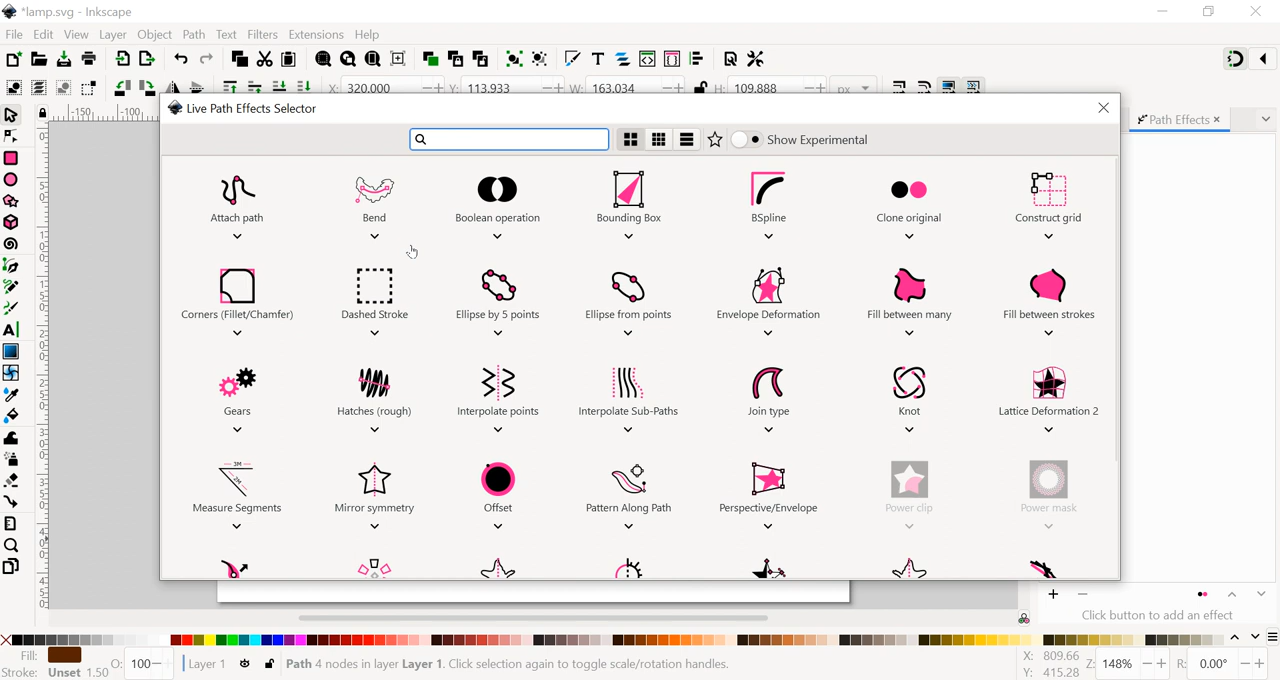 *lamp.svg - Inkscape
File Edit View Layer Object Path Text Filters Extensions Help
X: 320.000 Y: 113.933 W: 163.034 H: 109.888 px
Live Path Effects Selector
Path Effects
Show Experimental
Attach path Bend Boolean operation Bounding Box BSpline Clone original Construct grid
Corners (Fillet/Chamfer) Dashed Stroke Ellipse by 5 points Ellipse from points Envelope Deformation Fill between many Fill between strokes
Gears Hatches (rough) Interpolate points Interpolate Sub-Paths Join type Knot Lattice Deformation 2
Measure Segments Mirror symmetry Offset Pattern Along Path Perspective/Envelope Power clip Power mask
Click button to add an effect
Fill: O: 100 Layer 1 Path 4 nodes in layer Layer 1. Click selection again to toggle scale/rotation handles. X: 809.66 Z: 148% R: 0.00°
Stroke: Unset 1.50 Y: 415.28